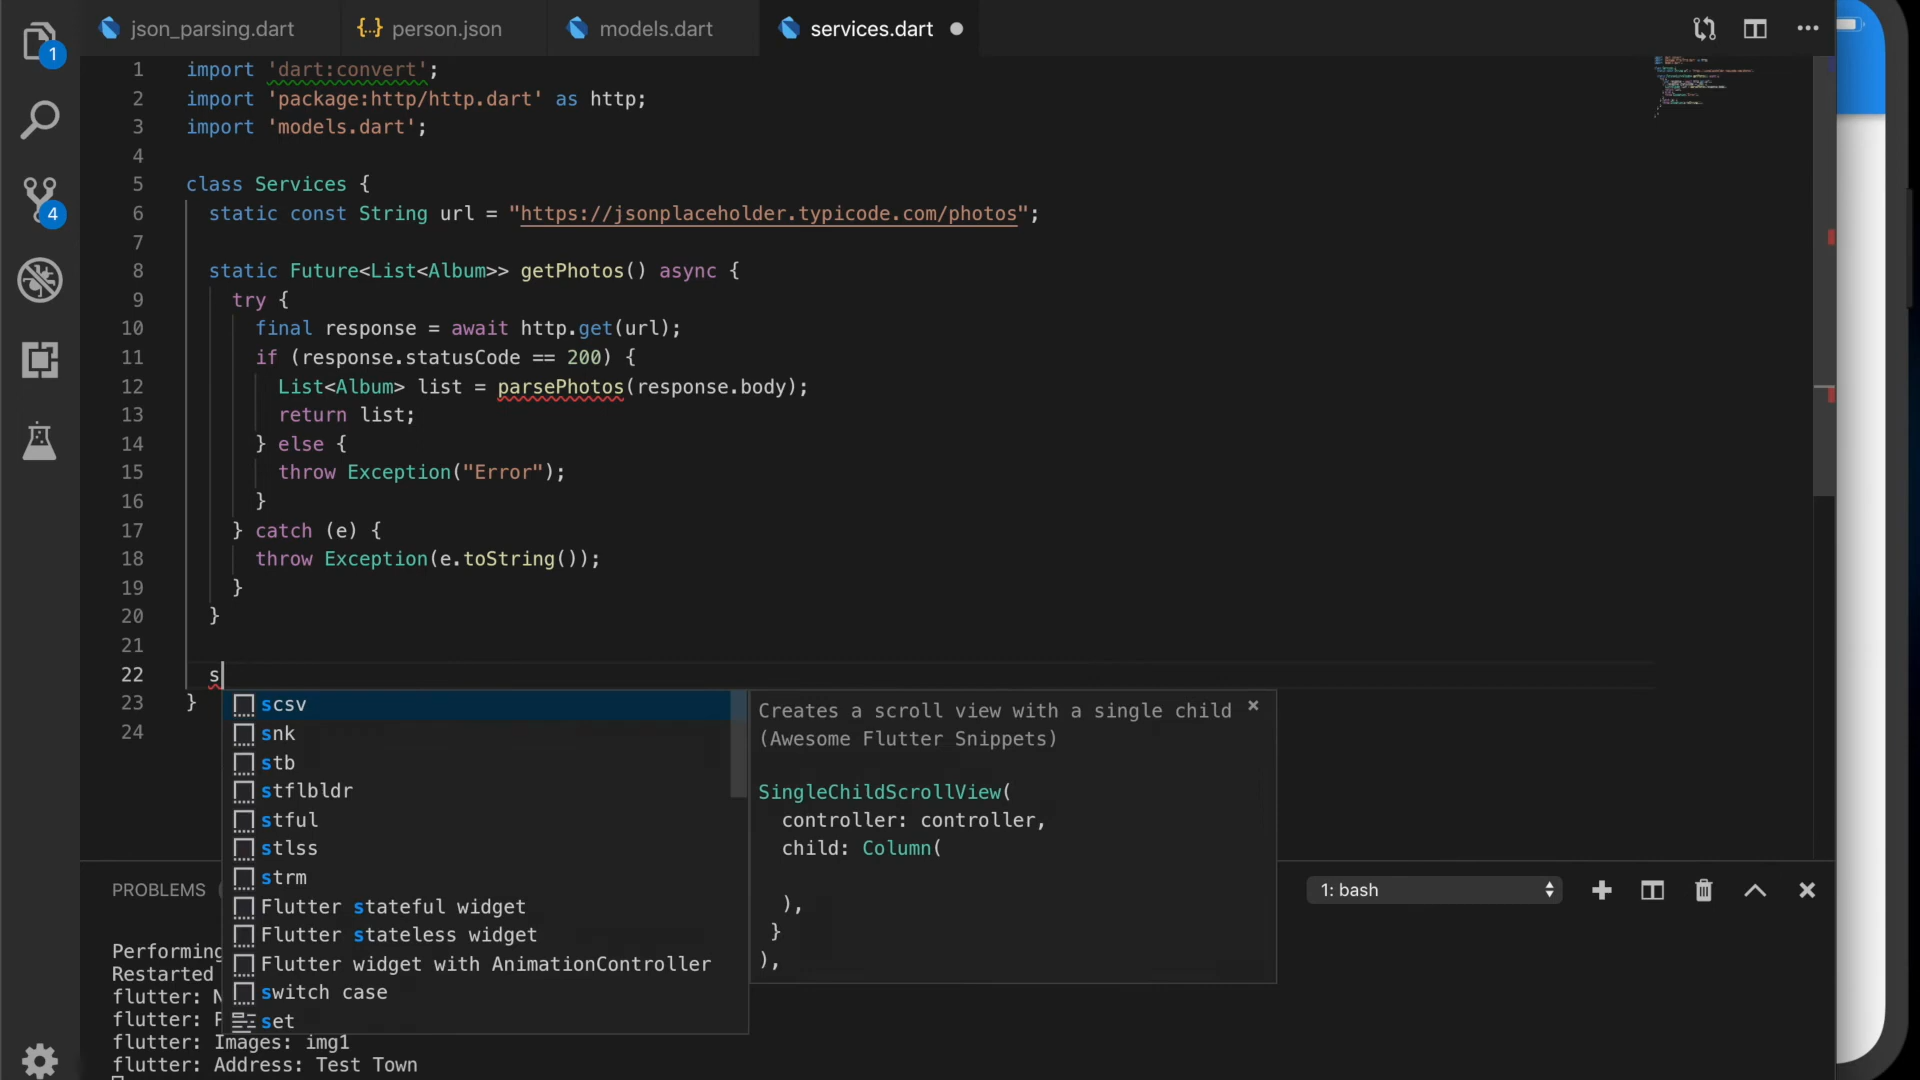 json_parsing.dart
{..} person.json
models.dart
services.dart
1
4
1 import 'dart:convert';
2 import 'package:http/http.dart' as http;
3 import 'models.dart';
4
5 class Services {
6 static const String url = "https://jsonplaceholder.typicode.com/photos";
7
8 static Future<List<Album>> getPhotos() async {
9 try {
10 final response = await http.get(url);
11 if (response.statusCode == 200) {
12 List<Album> list = parsePhotos(response.body);
13 return list;
14 } else {
15 throw Exception("Error");
16 }
17 } catch (e) {
18 throw Exception(e.toString());
19 }
20 }
21
22 s
23 }
24
scsv
snk
stb
stflbldr
stful
stlss
strm
Flutter stateful widget
Flutter stateless widget
Flutter widget with AnimationController
switch case
set
Creates a scroll view with a single child
(Awesome Flutter Snippets)
SingleChildScrollView(
controller: controller,
child: Column(
),
}
),
PROBLEMS
1: bash
Performing
Restarted
flutter:
flutter:
flutter: Images: img1
flutter: Address: Test Town